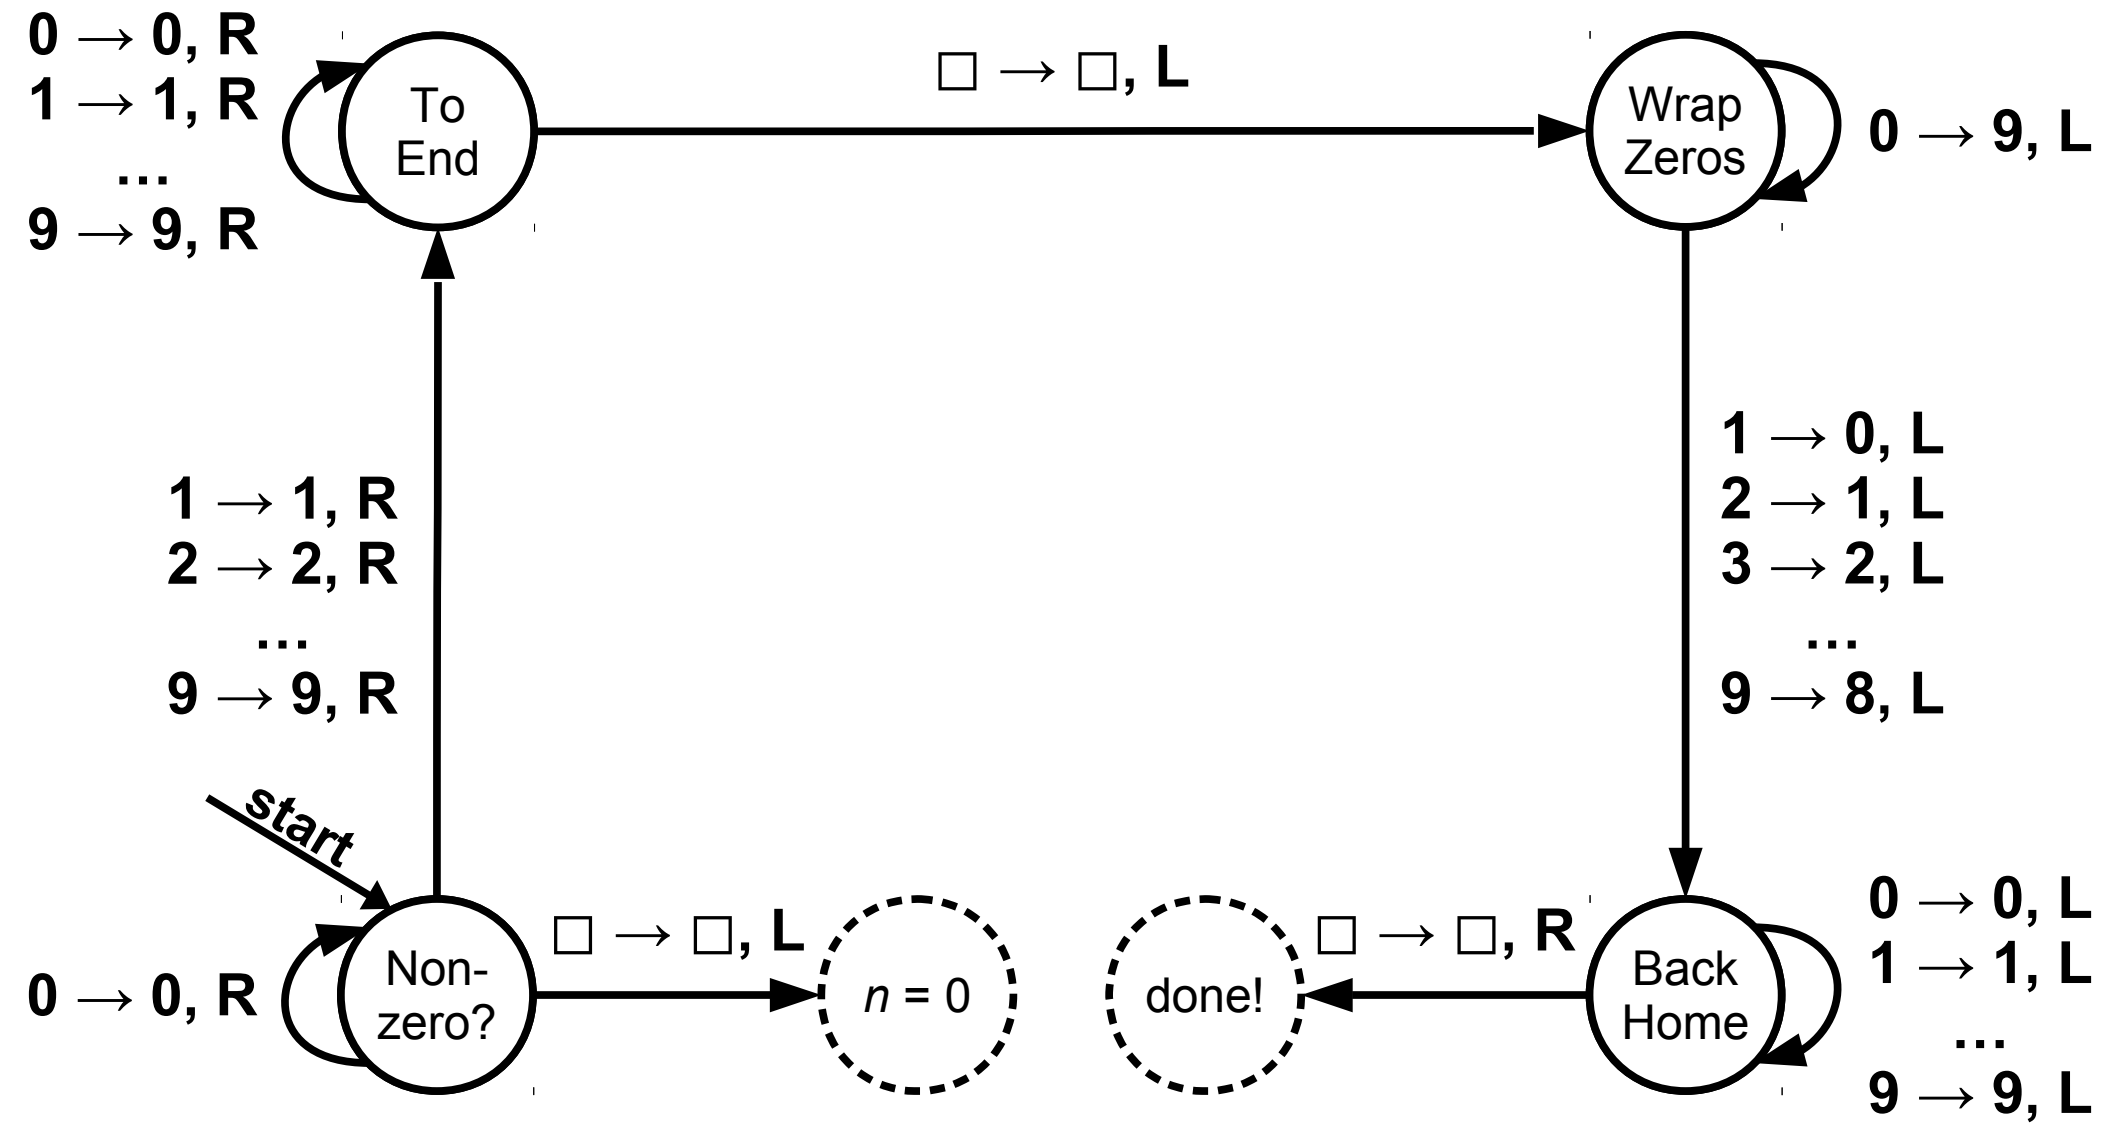 0 → 0, R
1 → 1, R
...
9 → 9, R
To
End
□ → □, L
Wrap
Zeros
0 → 9, L
1 → 1, R
2 → 2, R
...
9 → 9, R
1 → 0, L
2 → 1, L
3 → 2, L
...
9 → 8, L
start
0 → 0, R
Non-
zero?
□ → □, L
n = 0
done!
□ → □, R
Back
Home
0 → 0, L
1 → 1, L
...
9 → 9, L